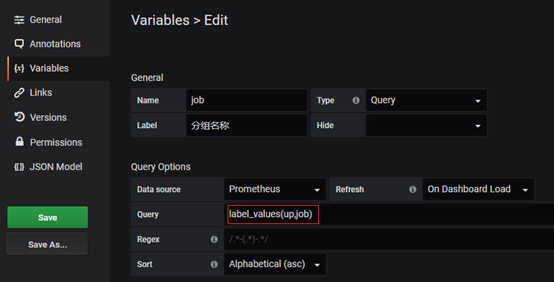 General
Annotations
{x} Variables
Links
Versions
Permissions
{[]} JSON Model
Save
Save As...
Variables > Edit
General
Name job Type Query
Label 分组名称 Hide
Query Options
Data source Prometheus Refresh On Dashboard Load
Query label_values(up,job)
Regex /.*-(.*)-.*/
Sort Alphabetical (asc)